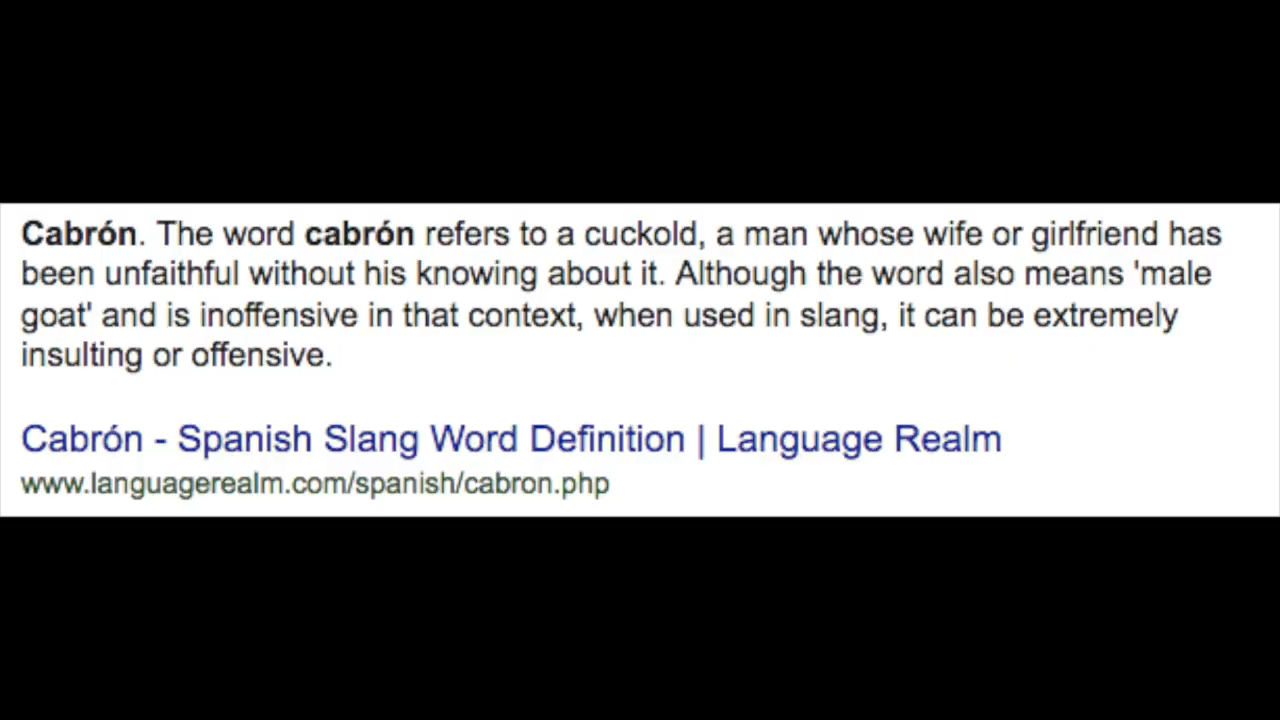 Cabrón. The word cabrón refers to a cuckold, a man whose wife or girlfriend has
been unfaithful without his knowing about it. Although the word also means 'male
goat' and is inoffensive in that context, when used in slang, it can be extremely
insulting or offensive.
Cabrón - Spanish Slang Word Definition | Language Realm
www.languagerealm.com/spanish/cabron.php